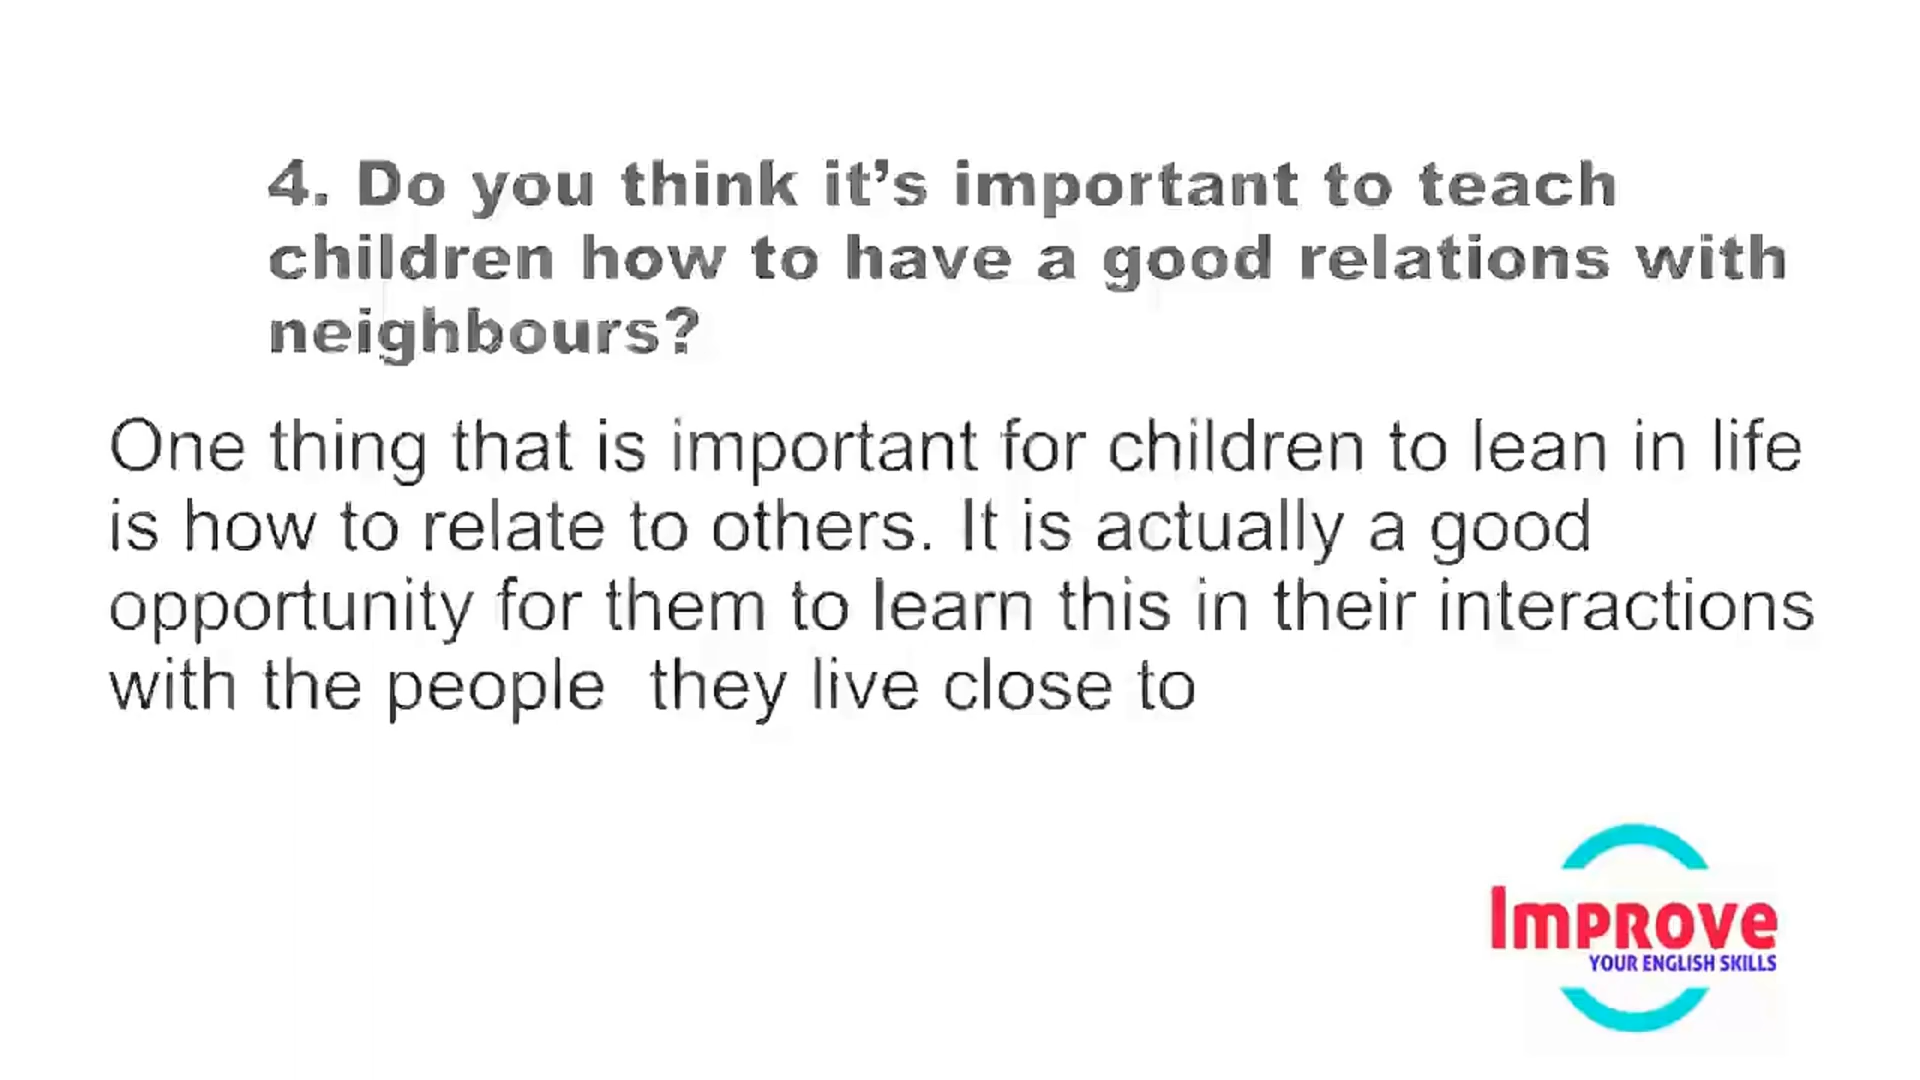 4. Do you think it’s important to teach
children how to have a good relations with
neighbours?
One thing that is important for children to lean in life
is how to relate to others. It is actually a good
opportunity for them to learn this in their interactions
with the people  they live close to
Improve
YOUR ENGLISH SKILLS